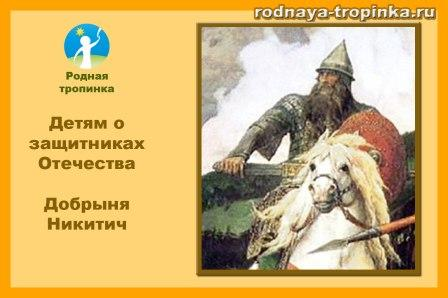 rodnaya-tropinka.ru
Родная
тропинка
Детям о
защитниках
Отечества
Добрыня
Никитич